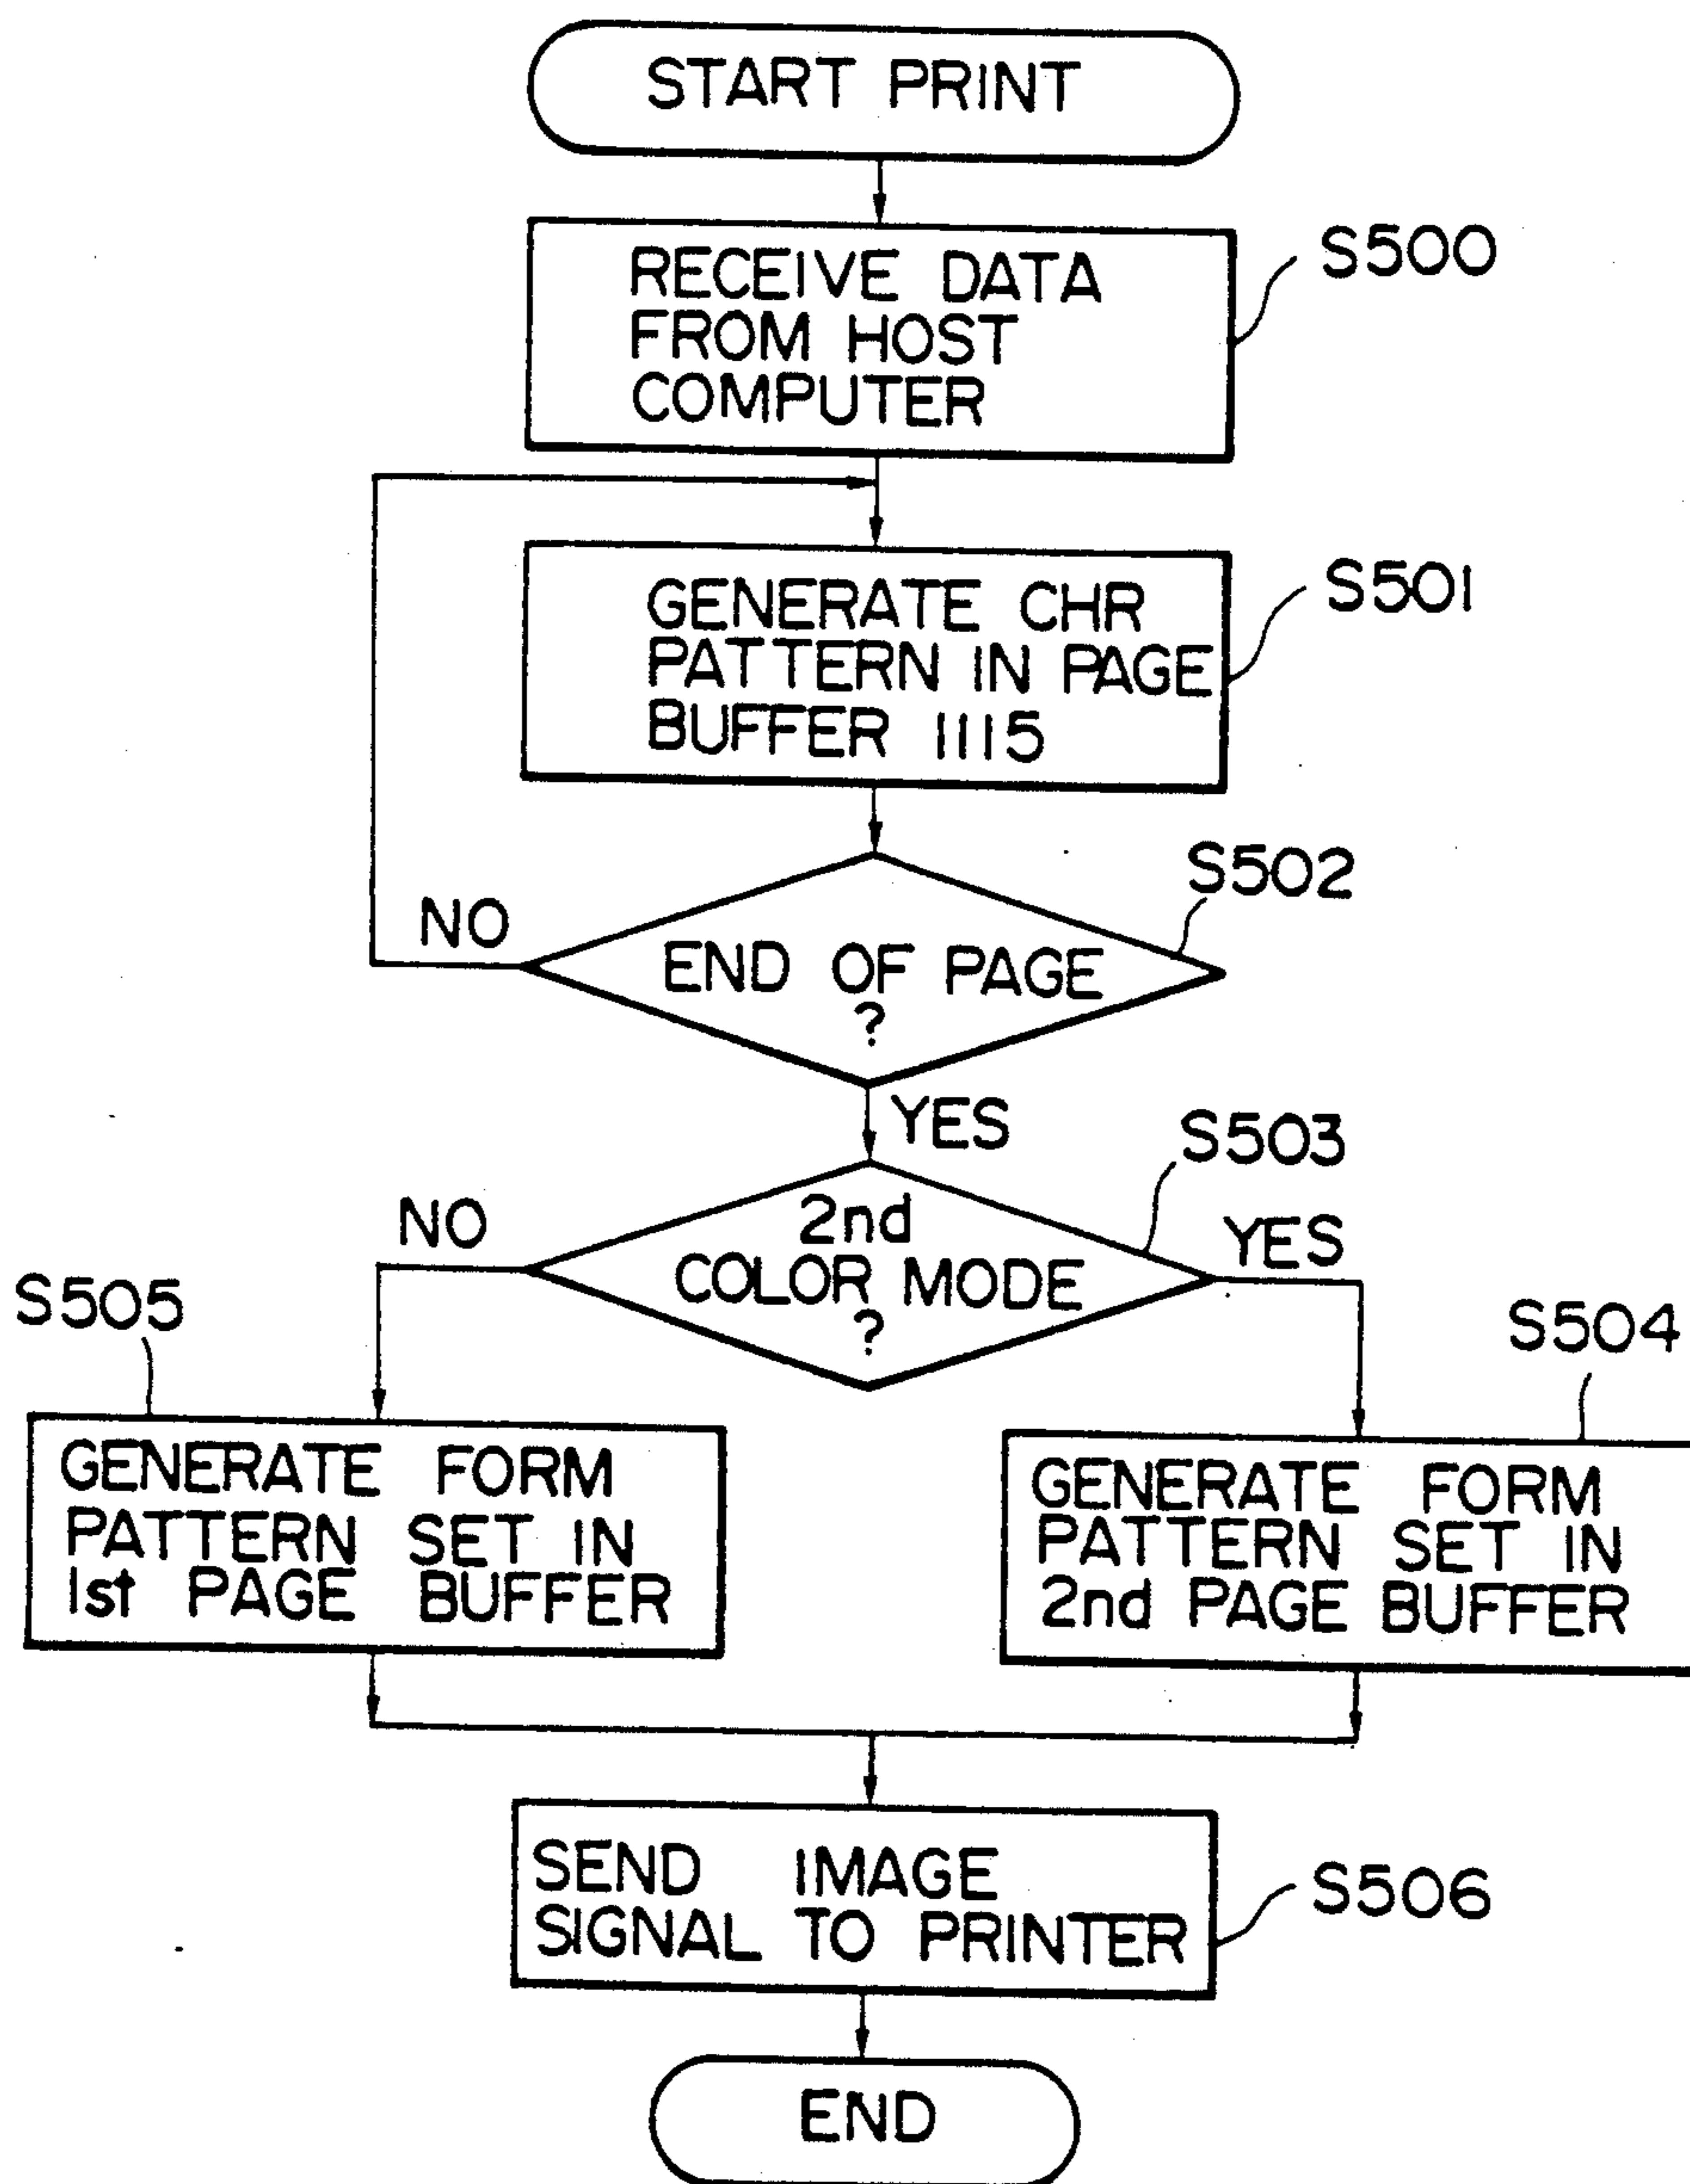 START PRINT
RECEIVE DATA
FROM HOST
COMPUTER
S500
GENERATE CHR
PATTERN IN PAGE
BUFFER 1115
S501
S502
NO
END OF PAGE
?
YES
S503
NO
2nd
COLOR MODE
?
YES
S505
S504
GENERATE FORM
PATTERN SET IN
1st PAGE BUFFER
GENERATE FORM
PATTERN SET IN
2nd PAGE BUFFER
SEND IMAGE
SIGNAL TO PRINTER
S506
END